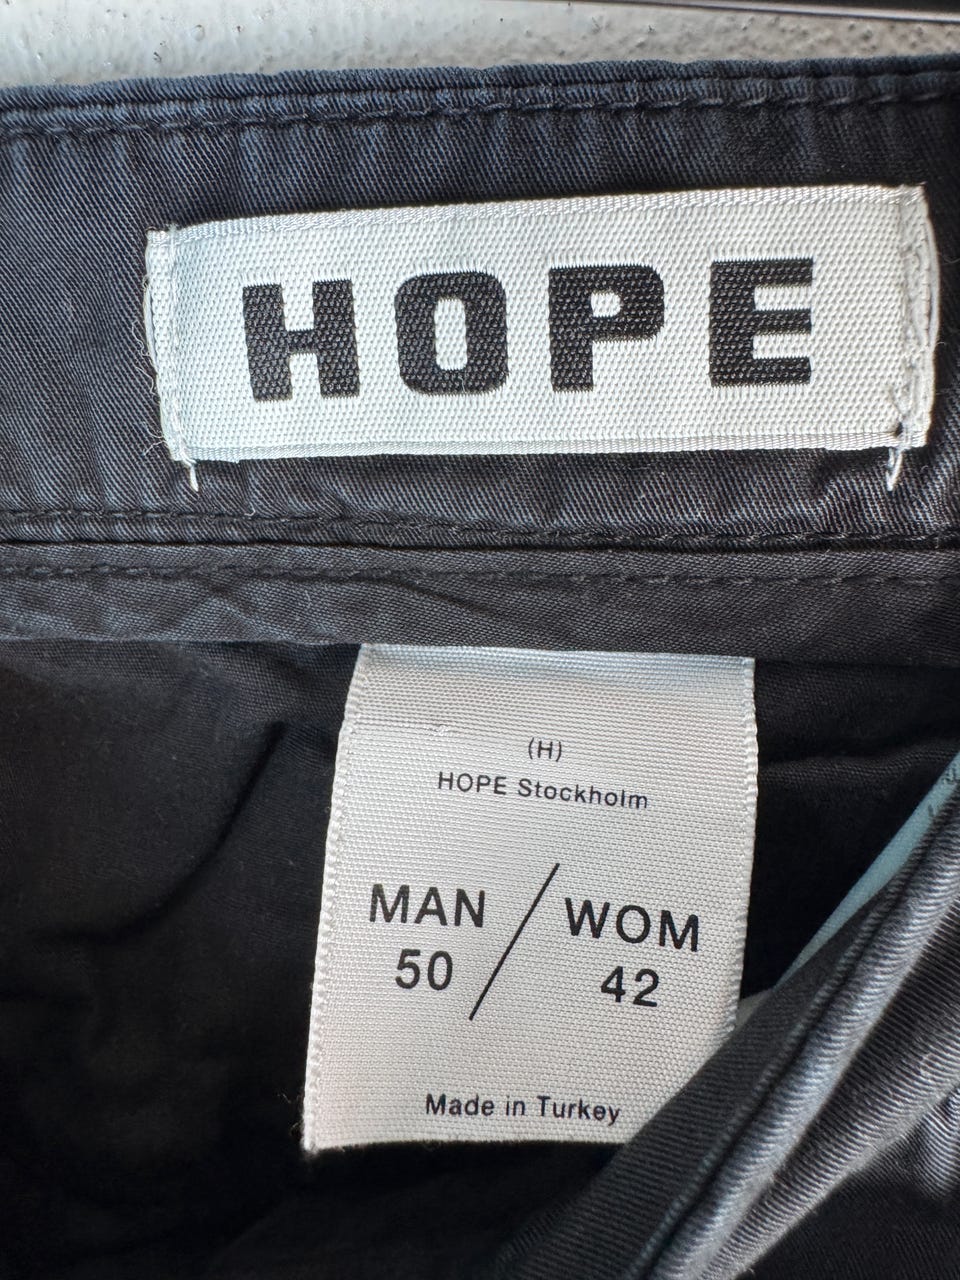 HOPE
(H)
HOPE Stockholm
MAN / WOM
50 / 42
Made in Turkey